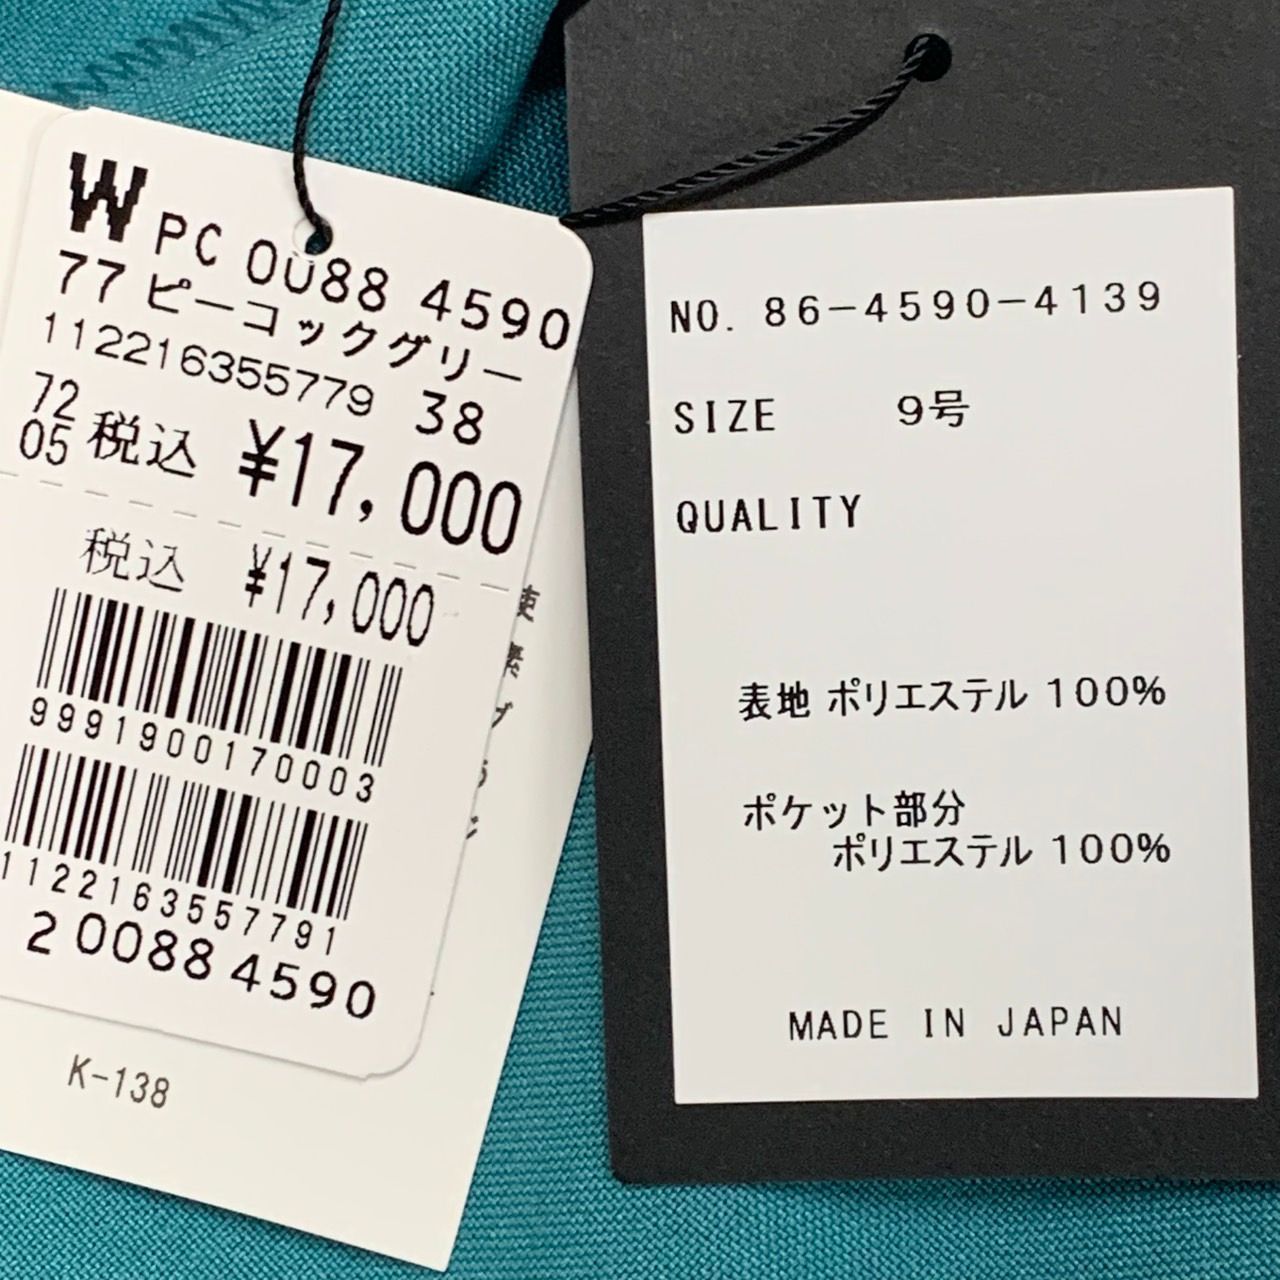 W PC 0088 4590
77 ピーコックグリー
112216355779 38
72
05 税込 ¥17,000
税込 ¥17,000
9991900170003
1122163557791
2 0088 4590
K-138
NO. 86-4590-4139
SIZE 9号
QUALITY
表地 ポリエステル 100%
ポケット部分
ポリエステル 100%
MADE IN JAPAN